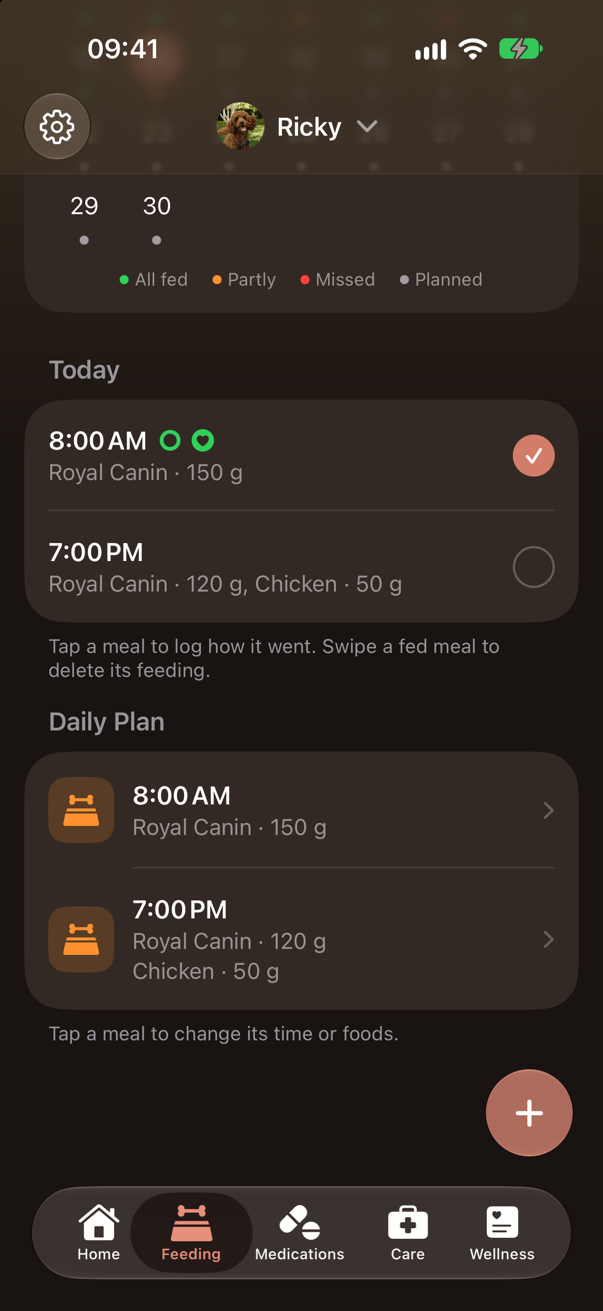 09:41
Ricky
29 30
All fed Partly Missed Planned
Today
8:00 AM
Royal Canin · 150 g
7:00 PM
Royal Canin · 120 g, Chicken · 50 g
Tap a meal to log how it went. Swipe a fed meal to
delete its feeding.
Daily Plan
8:00 AM
Royal Canin · 150 g
7:00 PM
Royal Canin · 120 g
Chicken · 50 g
Tap a meal to change its time or foods.
Home Feeding Medications Care Wellness